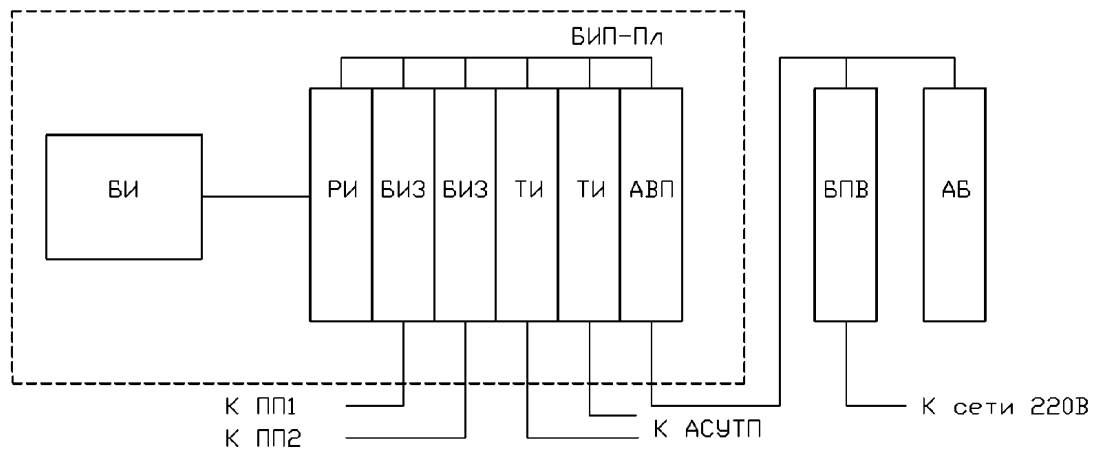 БИП-Пл
БИ
РИ
БИЗ
БИЗ
ТИ
ТИ
АВП
БПВ
АБ
К ПП1
К ПП2
К АСУТП
К сети 220В